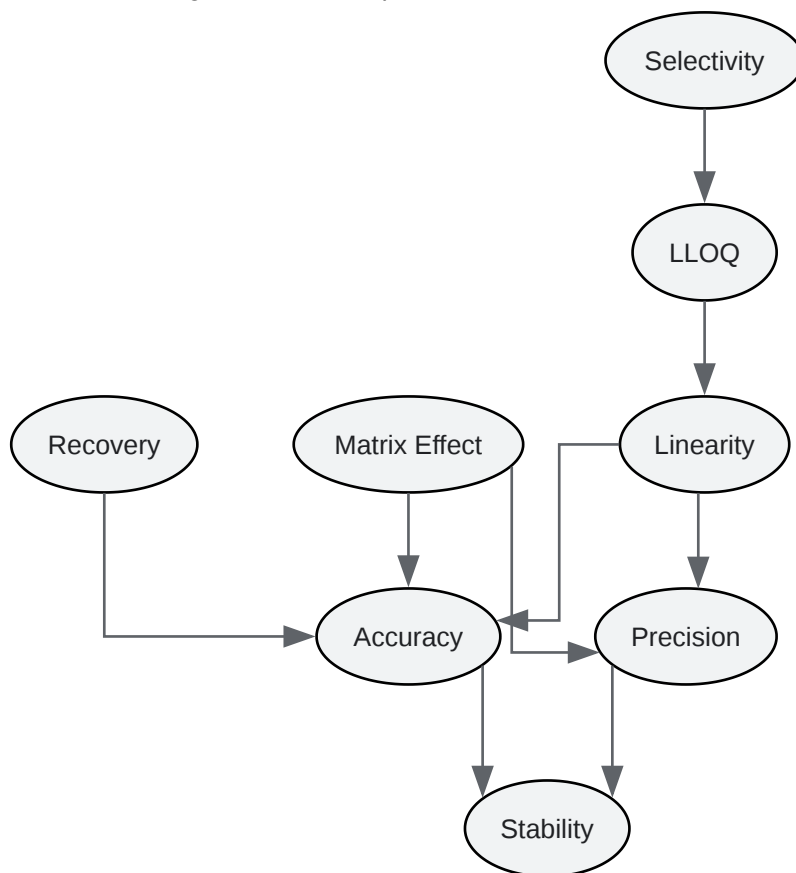 Selectivity
LLOQ
Recovery
Matrix Effect
Linearity
Accuracy
Precision
Stability